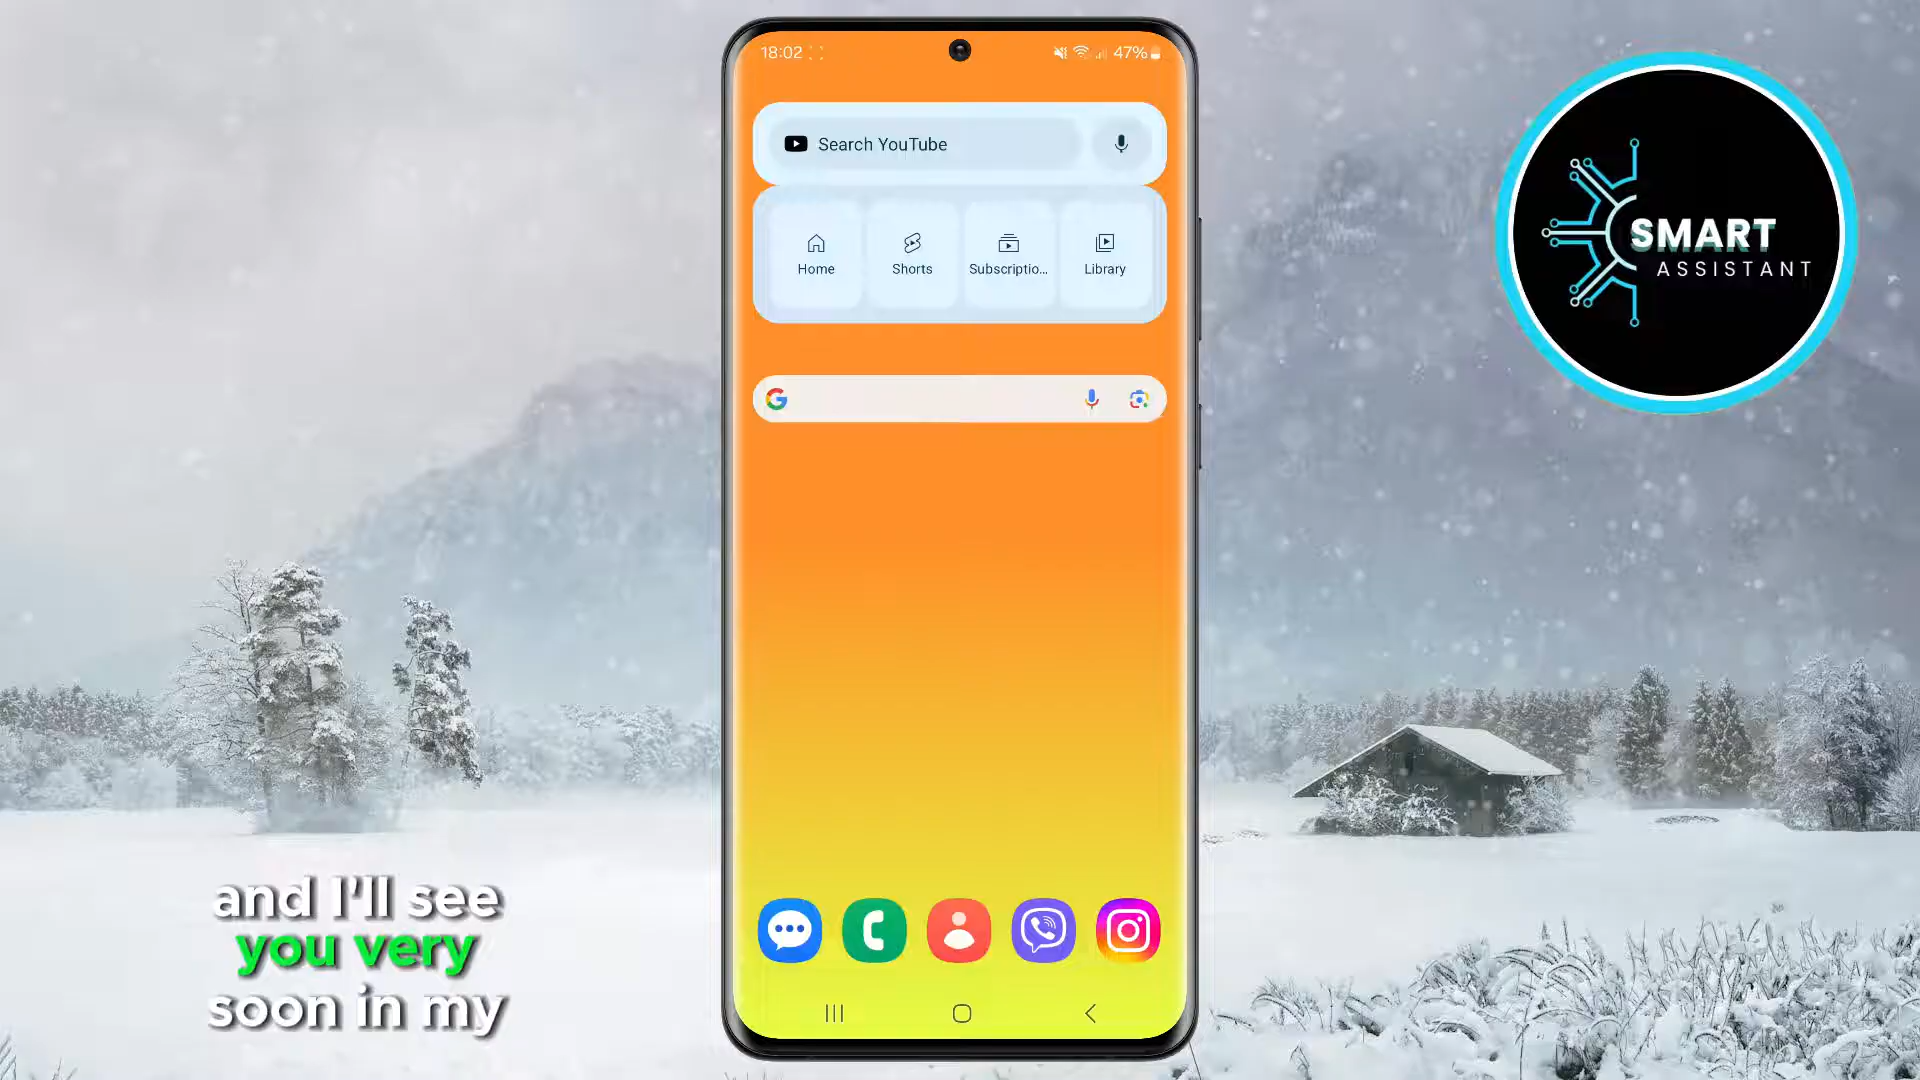 18:02
47%
Search YouTube
Home
Shorts
Subscriptio...
Library
SMART
ASSISTANT
and I'll see
you very
soon in my